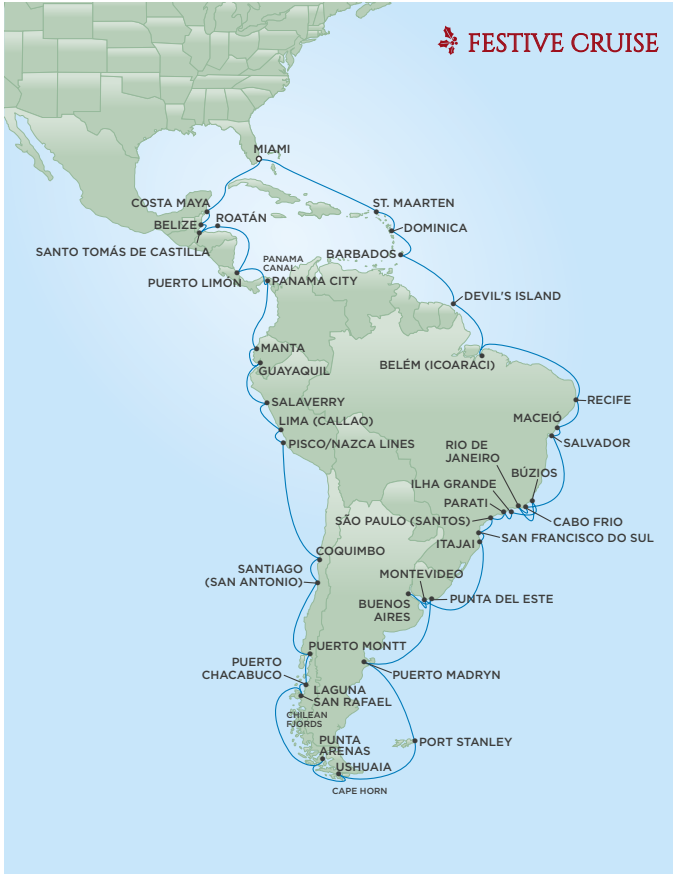 FESTIVE CRUISE
MIAMI
COSTA MAYA
ROATÁN
BELIZE
SANTO TOMÁS DE CASTILLA
PUERTO LIMÓN
PANAMA
CANAL
PANAMA CITY
ST. MAARTEN
DOMINICA
BARBADOS
DEVIL'S ISLAND
MANTA
GUAYAQUIL
BELÉM (ICOARACI)
SALAVERRY
RECIFE
LIMA (CALLAO)
MACEIÓ
PISCO/NAZCA LINES
SALVADOR
RIO DE
JANEIRO
BÚZIOS
ILHA GRANDE
PARATI
SÃO PAULO (SANTOS)
CABO FRIO
SAN FRANCISCO DO SUL
ITAJAI
COQUIMBO
SANTIAGO
(SAN ANTONIO)
MONTEVIDEO
BUENOS
AIRES
PUNTA DEL ESTE
PUERTO MONTT
PUERTO
CHACABUCO
PUERTO MADRYN
LAGUNA
SAN RAFAEL
CHILEAN
FJORDS
PUNTA
ARENAS
PORT STANLEY
USHUAIA
CAPE HORN